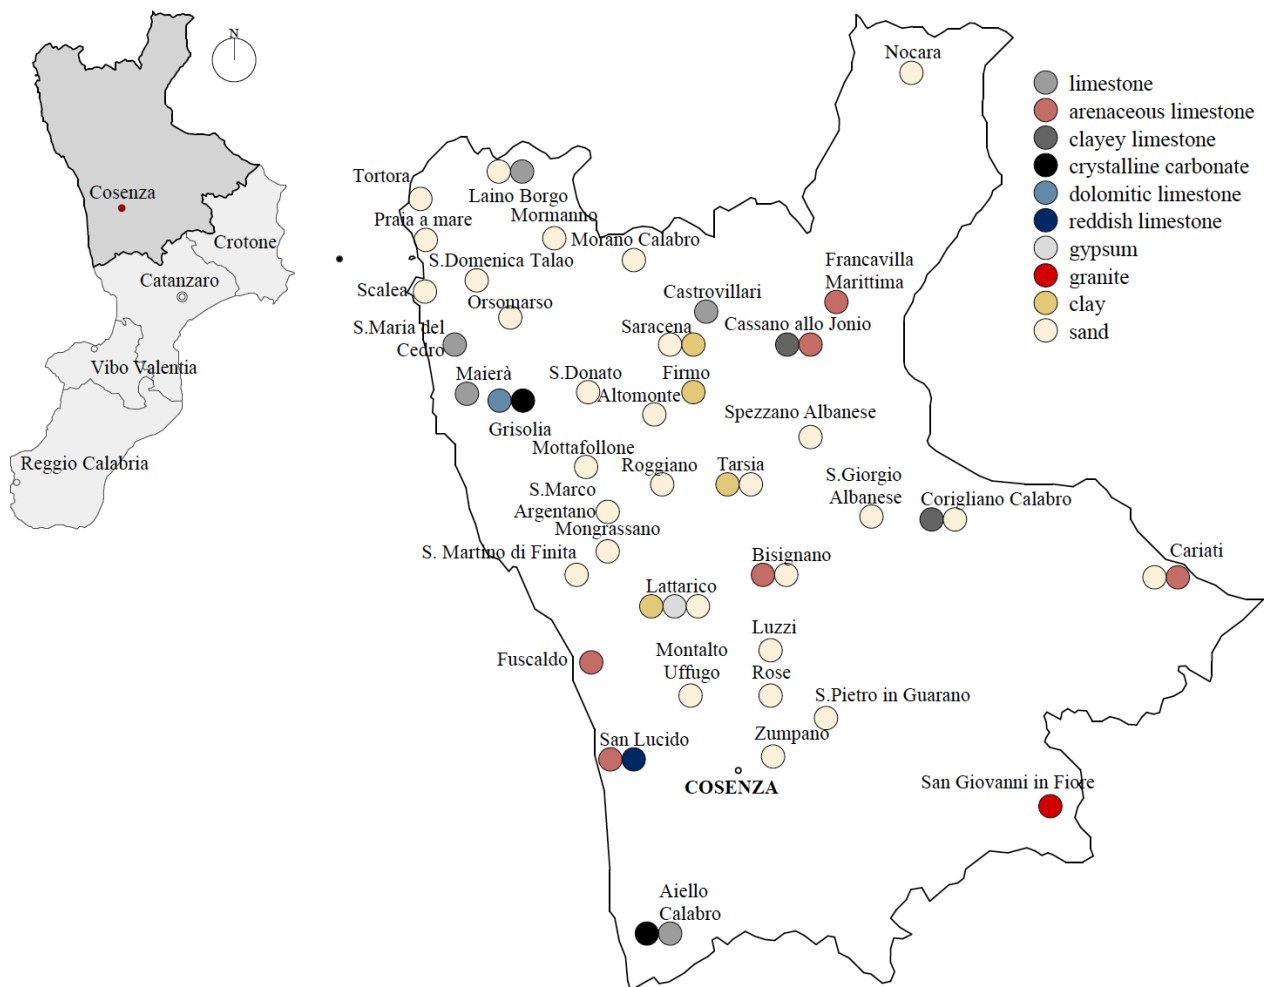 N
Cosenza
Crotone
Catanzaro
Vibo Valentia
Reggio Calabria
Nocara
Tortora
Laino Borgo
Praia a mare
Mormanno
Morano Calabro
S.Domenica Talao
Francavilla
Marittima
Scalea
Orsomarso
Castrovillari
S.Maria del
Cedro
Saracena
Cassano allo Jonio
Maierà
S.Donato
Firmo
Altomonte
Grisolia
Spezzano Albanese
Mottafollone
Roggiano
Tarsia
S.Giorgio
Albanese
S.Marco
Argentano
Corigliano Calabro
Mongrassano
S. Martino di Finita
Bisignano
Cariati
Lattarico
Luzzi
Fuscaldo
Montalto
Uffugo
Rose
S.Pietro in Guarano
San Lucido
Zumpano
COSENZA
San Giovanni in Fiore
Aiello
Calabro
limestone
arenaceous limestone
clayey limestone
crystalline carbonate
dolomitic limestone
reddish limestone
gypsum
granite
clay
sand